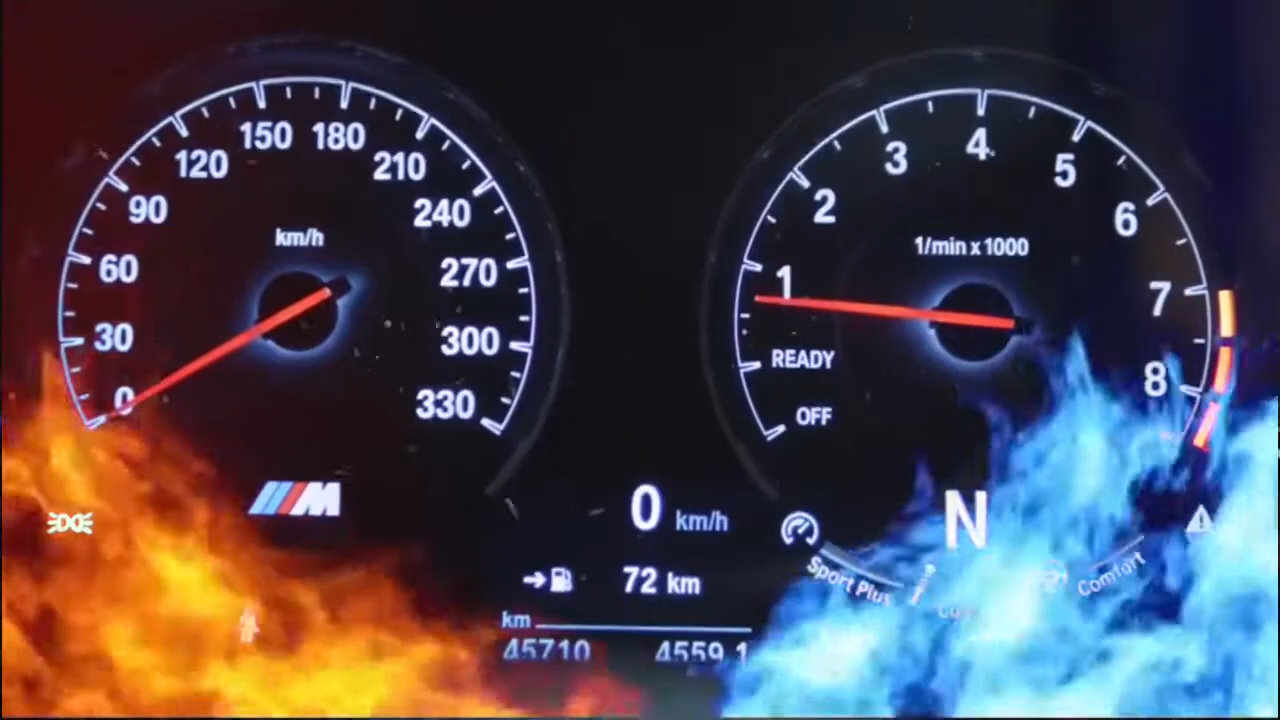 150 180
120 210
90 240
60 270
30 300
0 330
km/h
M
4
3 5
2 6
1 7
8
1/min x 1000
READY
OFF
0 km/h
N
72 km
Sport Plus
Comfort
km
45710 4559.1